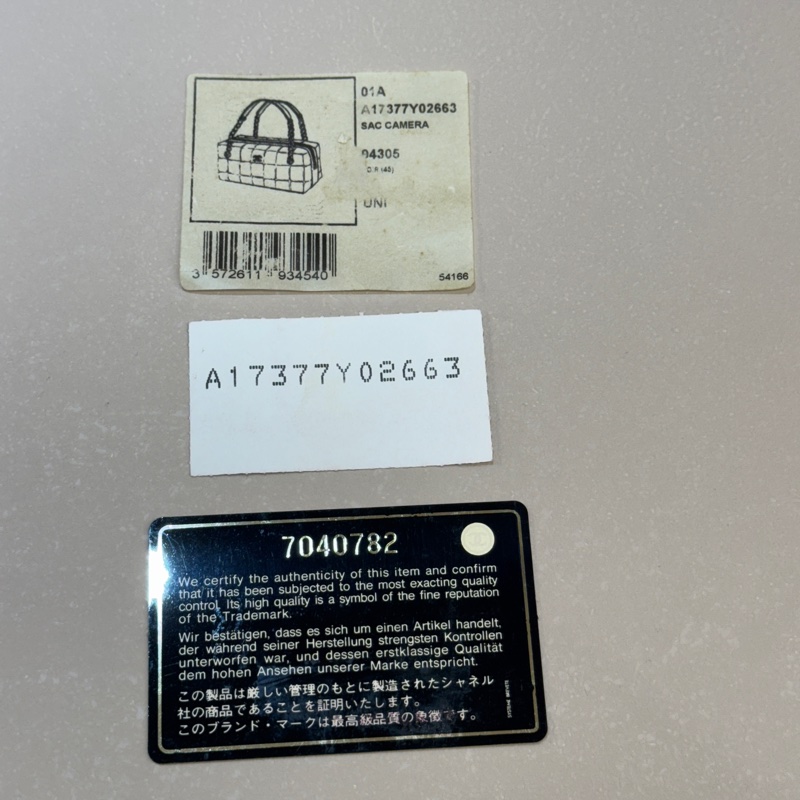 01A
A17377Y02663
SAC CAMERA
94305
UNI
3 572611 934540
54166
A17377Y02663
7040782
We certify the authenticity of this item and confirm
that it has been subjected to the most exacting quality
control. Its high quality is a symbol of the fine reputation
of the Trademark.
Wir bestätigen, dass es sich um einen Artikel handelt,
der während seiner Herstellung strengsten Kontrollen
unterworfen war, und dessen erstklassige Qualität
dem hohen Ansehen unserer Marke entspricht.
この製品は厳しい管理のもとに製造されたシャネル
社の商品であることを証明いたします。
このブランド・マークは最高級品質の象徴です。